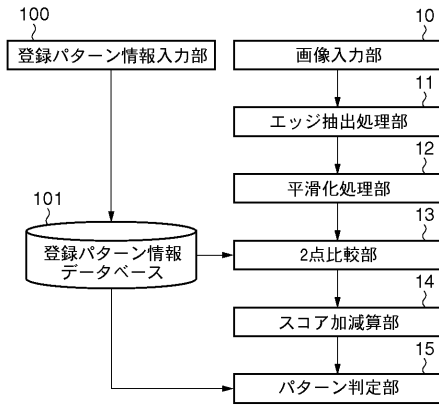 100
登録パターン情報入力部
10
画像入力部
11
エッジ抽出処理部
12
平滑化処理部
101
登録パターン情報
データベース
13
2点比較部
14
スコア加減算部
15
パターン判定部